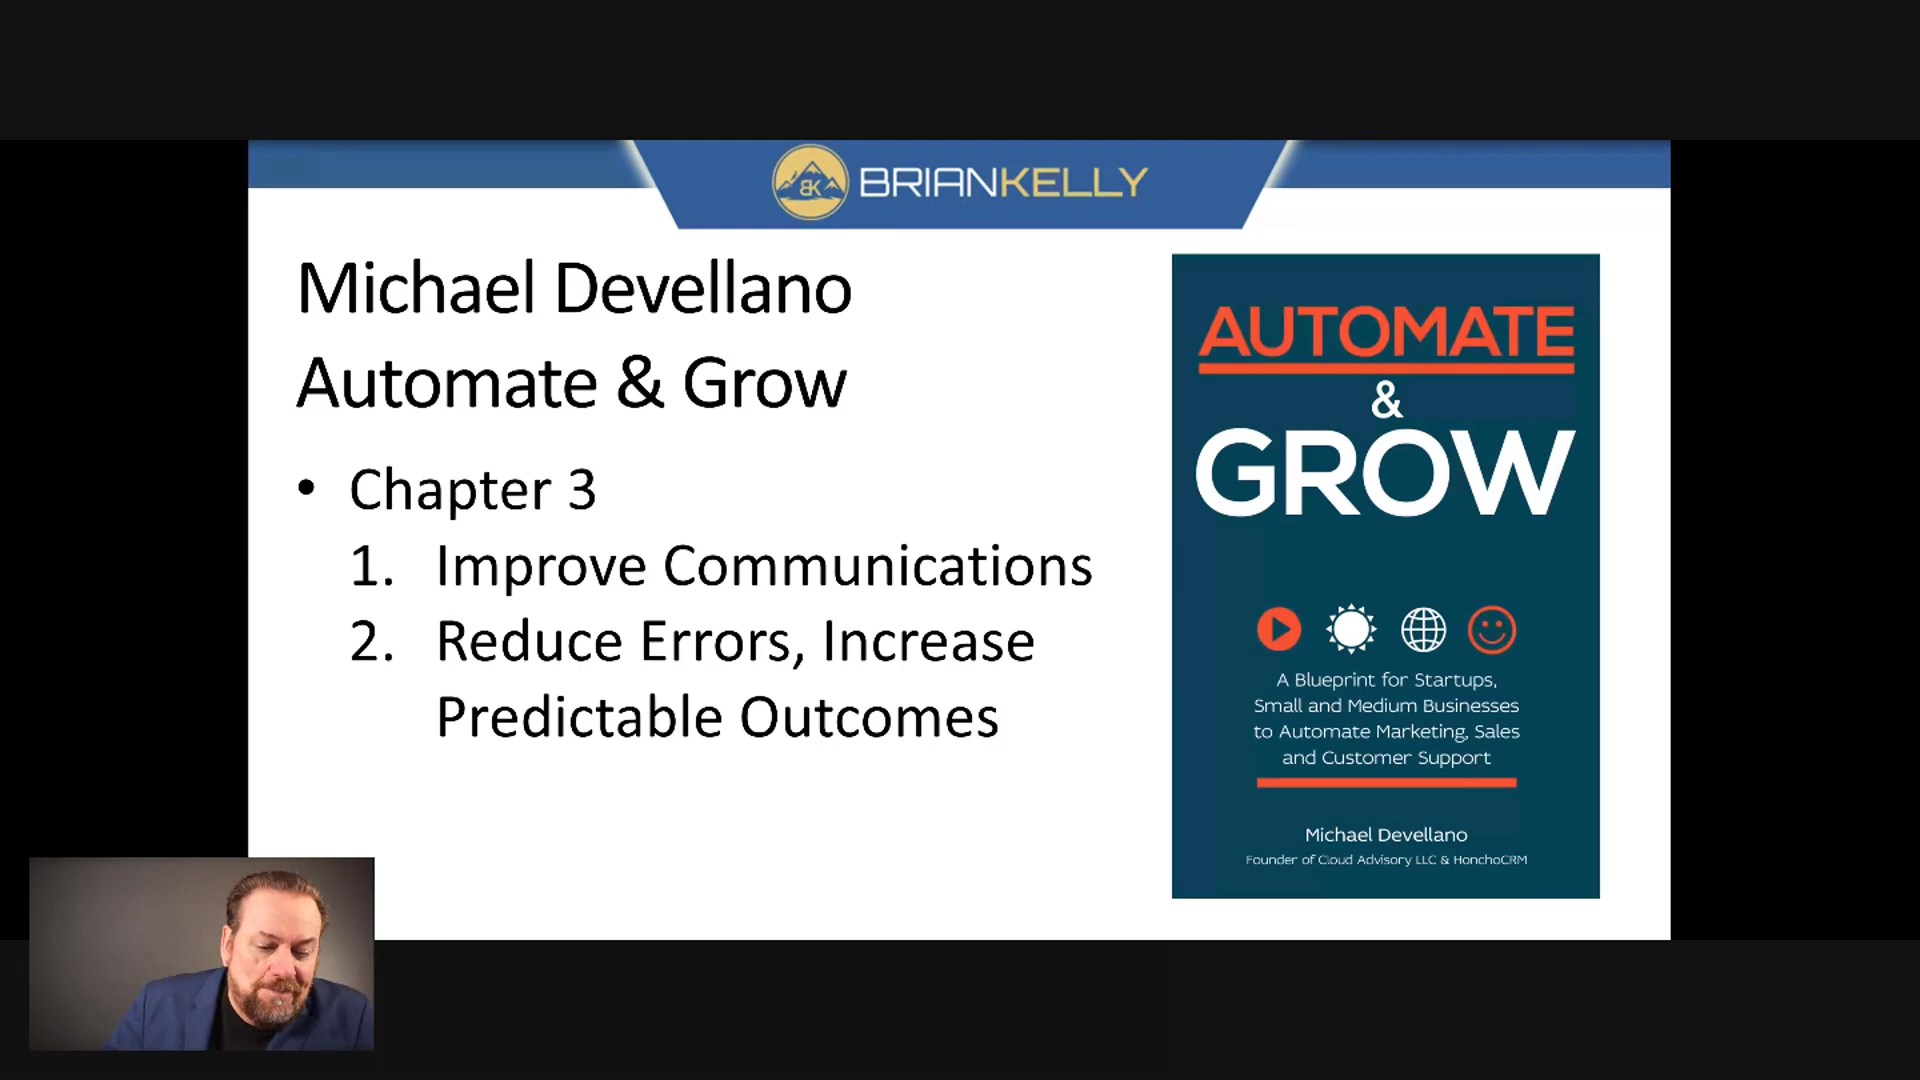 BK BRIANKELLY
Michael Devellano
Automate & Grow
• Chapter 3
1. Improve Communications
2. Reduce Errors, Increase
Predictable Outcomes
AUTOMATE
&
GROW
A Blueprint for Startups,
Small and Medium Businesses
to Automate Marketing, Sales
and Customer Support
Michael Devellano
Founder of Cloud Advisory LLC & HonchoCRM